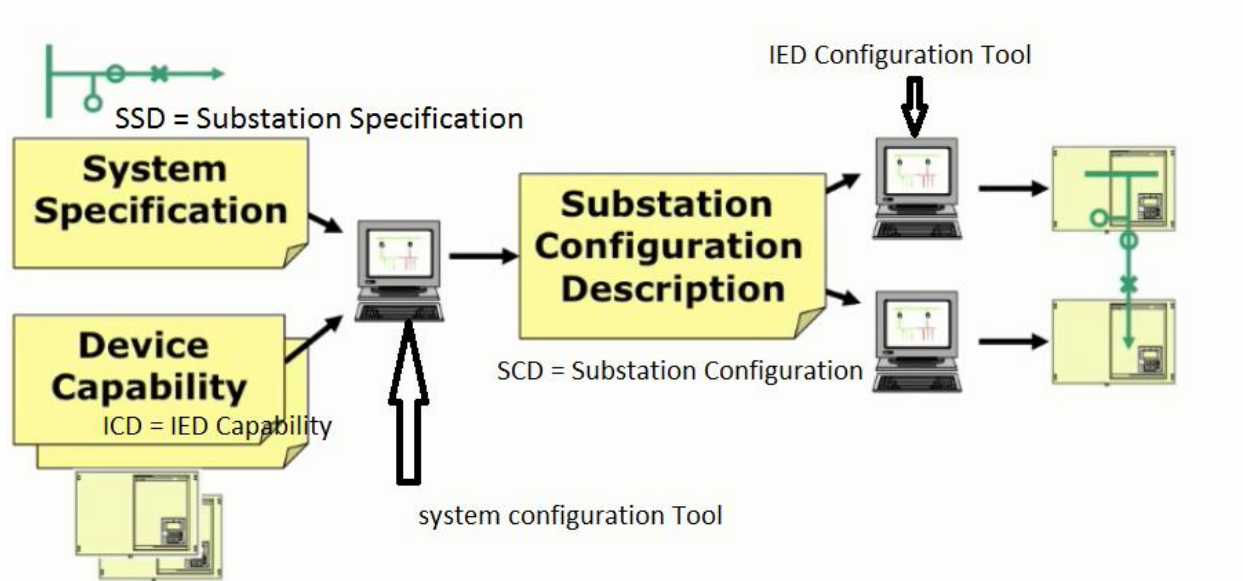 IED Configuration Tool
SSD = Substation Specification
System
Specification
Substation
Configuration
Description
Device
Capability
ICD = IED Capability
SCD = Substation Configuration
system configuration Tool